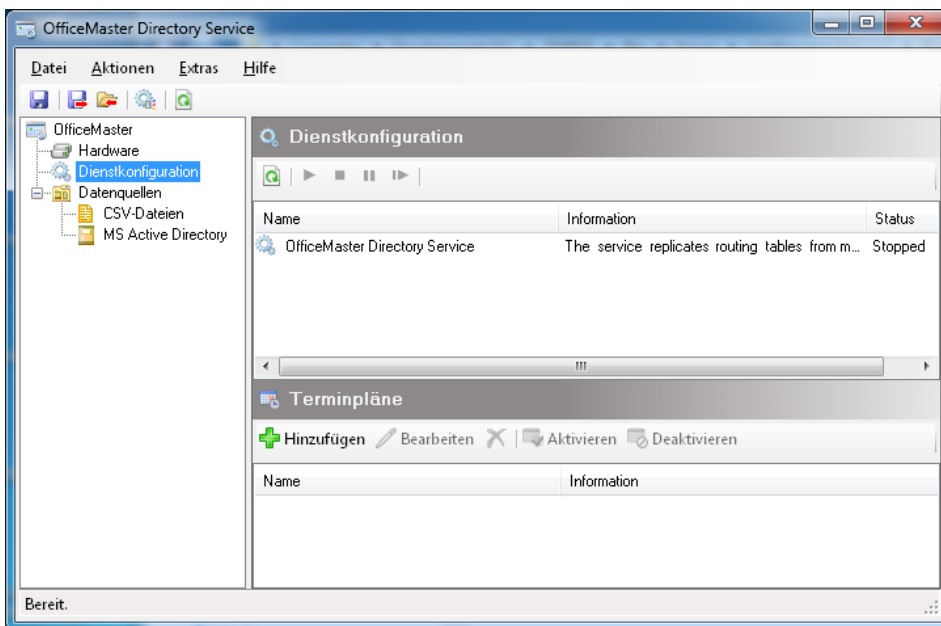 OfficeMaster Directory Service
Datei Aktionen Extras Hilfe
OfficeMaster
Hardware
Dienstkonfiguration
Datenquellen
CSV-Dateien
MS Active Directory
Dienstkonfiguration
Name Information Status
OfficeMaster Directory Service The service replicates routing tables from m... Stopped
Terminpläne
Hinzufügen Bearbeiten Aktivieren Deaktivieren
Name Information
Bereit.